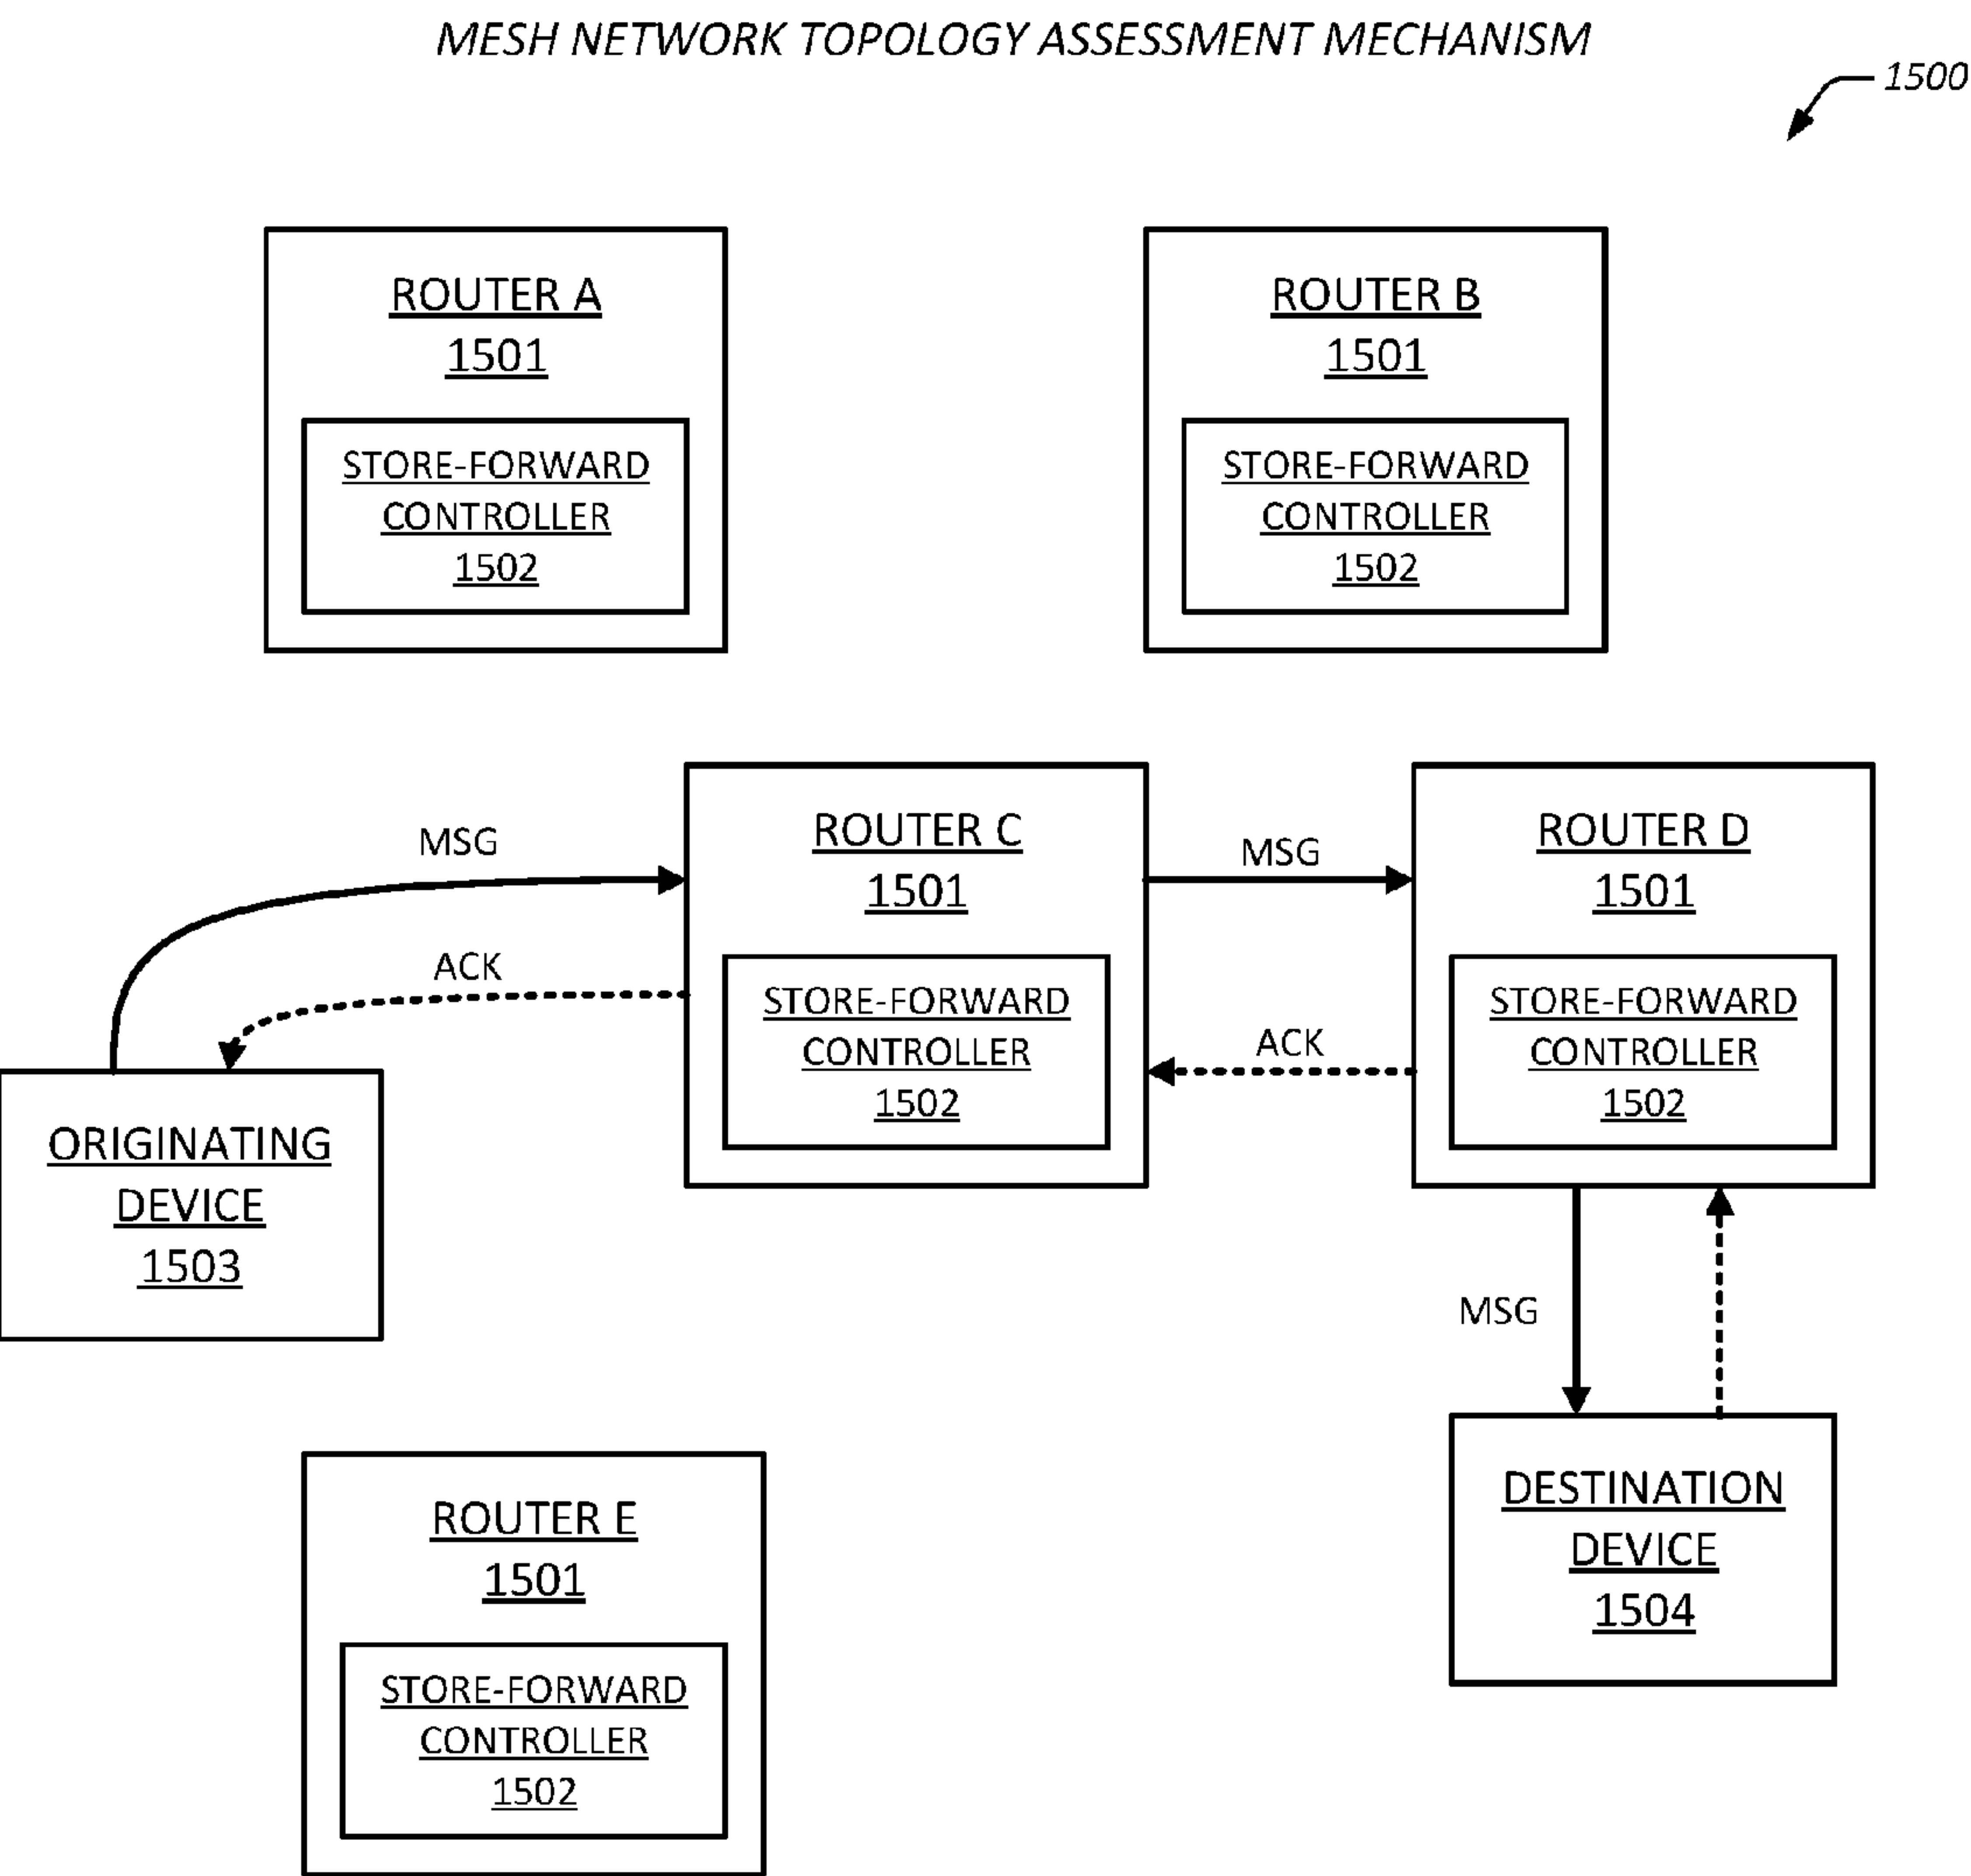 MESH NETWORK TOPOLOGY ASSESSMENT MECHANISM
1500
ROUTER A
1501
STORE-FORWARD
CONTROLLER
1502
ROUTER B
1501
STORE-FORWARD
CONTROLLER
1502
MSG
ACK
ROUTER C
1501
STORE-FORWARD
CONTROLLER
1502
MSG
ACK
ROUTER D
1501
STORE-FORWARD
CONTROLLER
1502
ORIGINATING
DEVICE
1503
MSG
DESTINATION
DEVICE
1504
ROUTER E
1501
STORE-FORWARD
CONTROLLER
1502